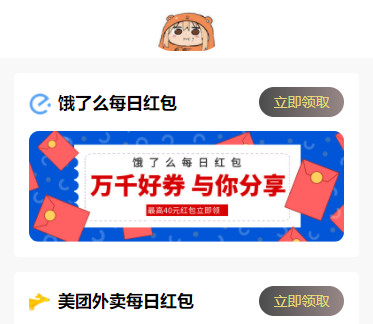 饿了么每日红包
立即领取
饿了么每日红包
万千好券 与你分享
最高40元红包立即领
美团外卖每日红包
立即领取